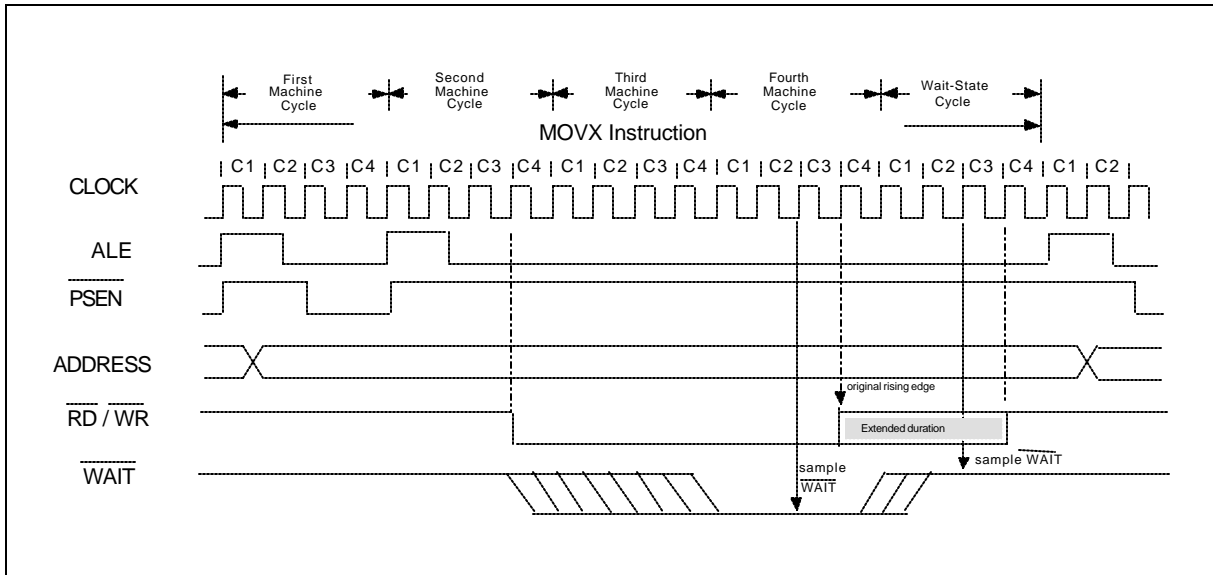 First Machine Cycle
Second Machine Cycle
Third Machine Cycle
Fourth Machine Cycle
Wait-State Cycle
MOVX Instruction
CLOCK
C1 C2 C3 C4 C1 C2 C3 C4 C1 C2 C3 C4 C1 C2 C3 C4 C1 C2 C3 C4 C1 C2
ALE
PSEN
ADDRESS
original rising edge
RD / WR
Extended duration
WAIT
sample WAIT
sample WAIT